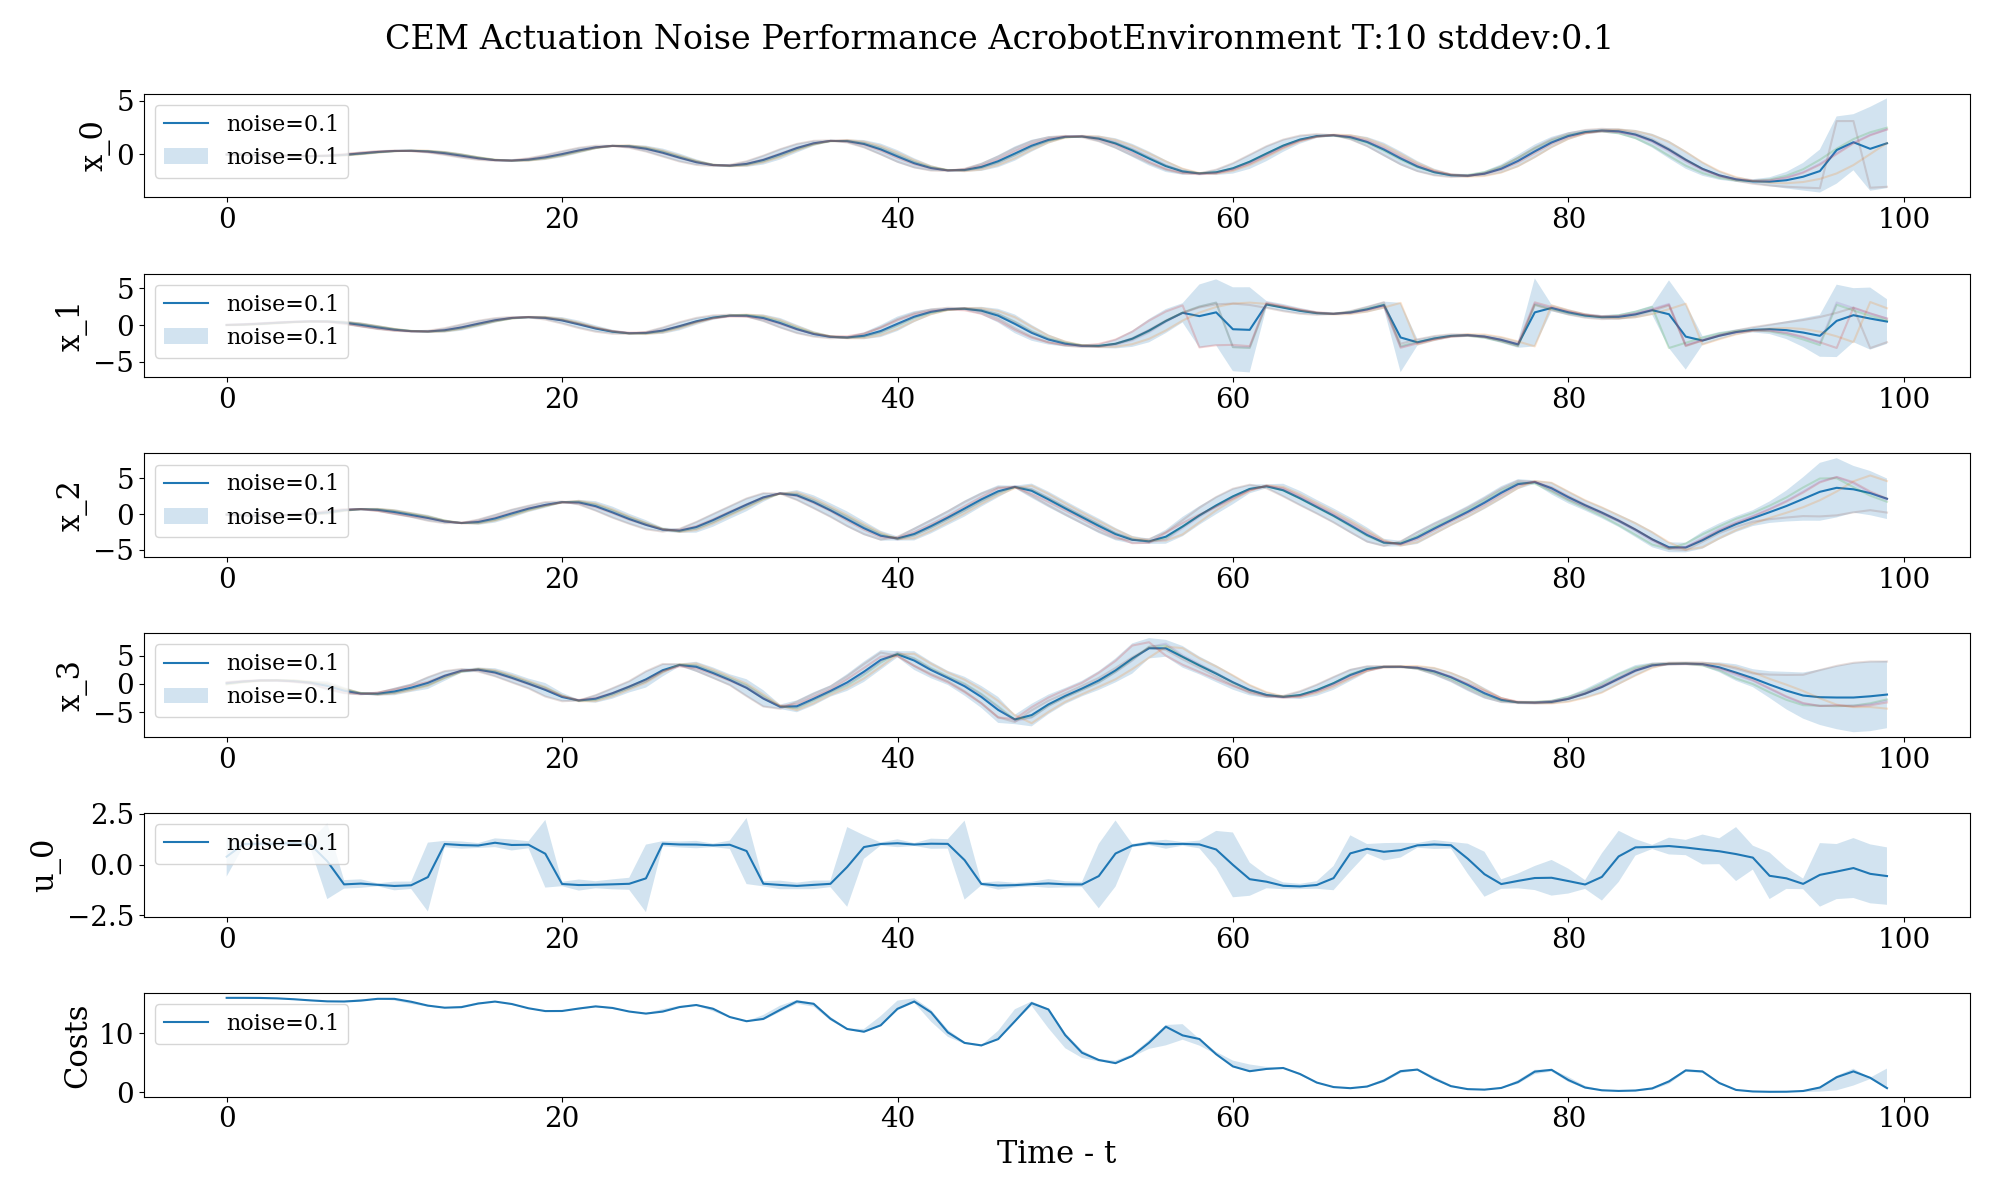 CEM Actuation Noise Performance AcrobotEnvironment T:10 stddev:0.1
x_0
5
0
noise=0.1
noise=0.1
0 20 40 60 80 100
x_1
5
0
−5
noise=0.1
noise=0.1
0 20 40 60 80 100
x_2
5
0
−5
noise=0.1
noise=0.1
0 20 40 60 80 100
x_3
5
0
−5
noise=0.1
noise=0.1
0 20 40 60 80 100
u_0
2.5
0.0
−2.5
noise=0.1
0 20 40 60 80 100
Costs
10
0
noise=0.1
0 20 40 60 80 100
Time - t